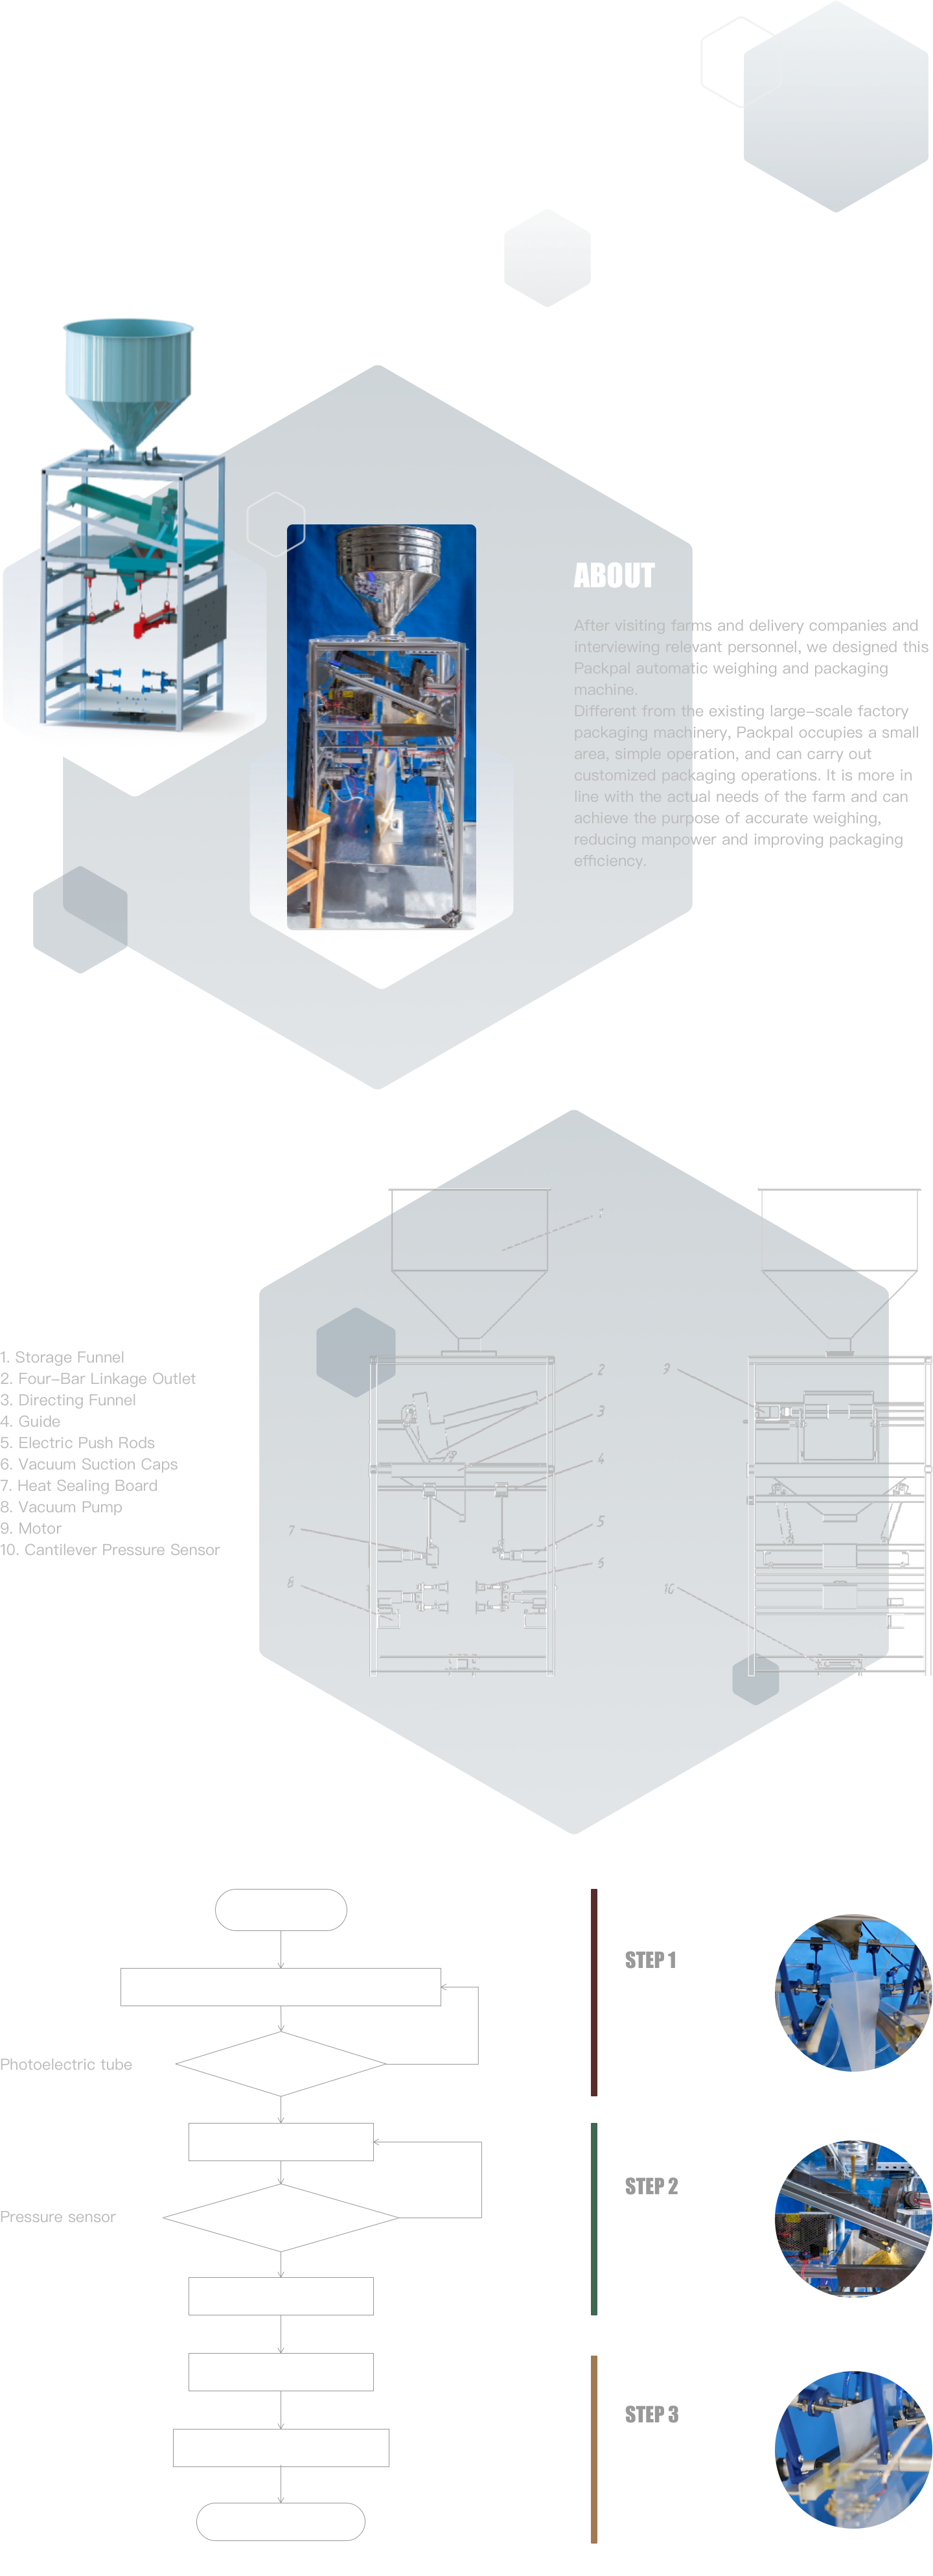 ABOUT
After visiting farms and delivery companies and
interviewing relevant personnel, we designed this
Packpal automatic weighing and packaging
machine.
Different from the existing large-scale factory
packaging machinery, Packpal occupies a small
area, simple operation, and can carry out
customized packaging operations. It is more in
line with the actual needs of the farm and can
achieve the purpose of accurate weighing,
reducing manpower and improving packaging
efficiency.
1. Storage Funnel
2. Four-Bar Linkage Outlet
3. Directing Funnel
4. Guide
5. Electric Push Rods
6. Vacuum Suction Caps
7. Heat Sealing Board
8. Vacuum Pump
9. Motor
10. Cantilever Pressure Sensor
1
2
3
4
5
6
7
8
9
10
Photoelectric tube
Pressure sensor
STEP 1
STEP 2
STEP 3